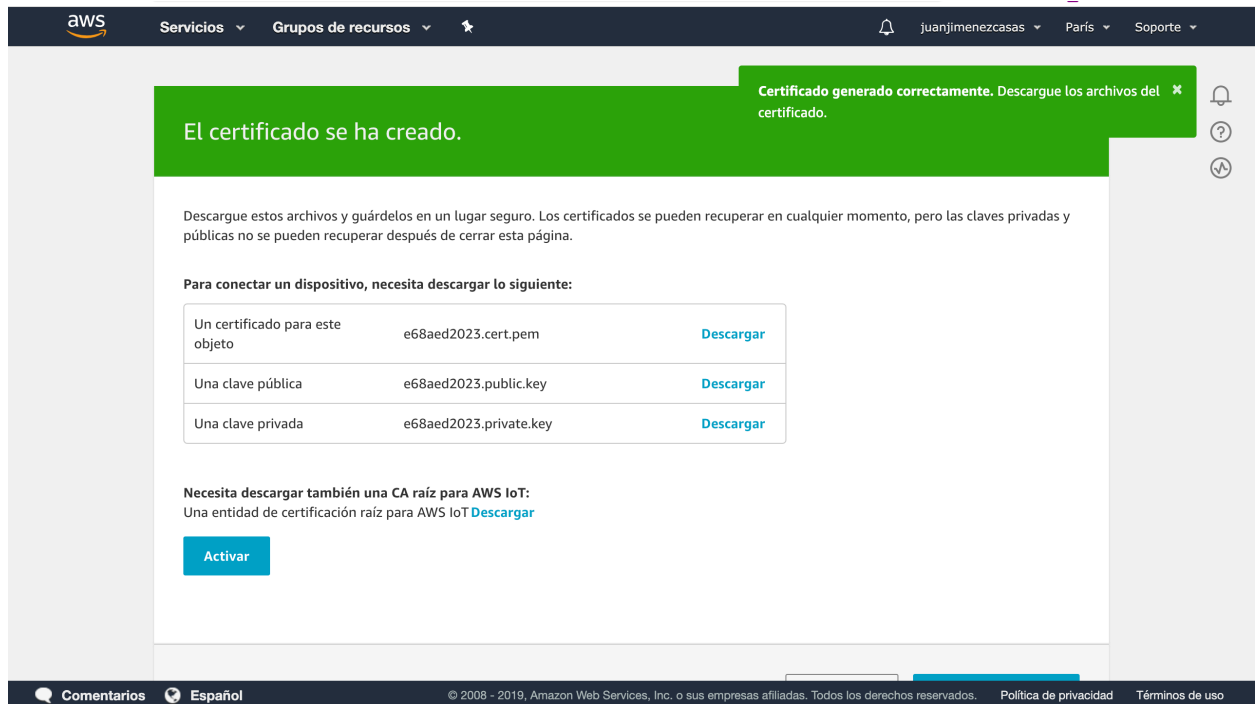 aws
Servicios
Grupos de recursos
juanjimenezcasas
París
Soporte
Certificado generado correctamente. Descargue los archivos del
certificado.
El certificado se ha creado.
Descargue estos archivos y guárdelos en un lugar seguro. Los certificados se pueden recuperar en cualquier momento, pero las claves privadas y
públicas no se pueden recuperar después de cerrar esta página.
Para conectar un dispositivo, necesita descargar lo siguiente:
Un certificado para este
objeto
e68aed2023.cert.pem
Descargar
Una clave pública
e68aed2023.public.key
Descargar
Una clave privada
e68aed2023.private.key
Descargar
Necesita descargar también una CA raíz para AWS IoT:
Una entidad de certificación raíz para AWS IoT Descargar
Activar
Comentarios
Español
© 2008 - 2019, Amazon Web Services, Inc. o sus empresas afiliadas. Todos los derechos reservados.
Política de privacidad
Términos de uso